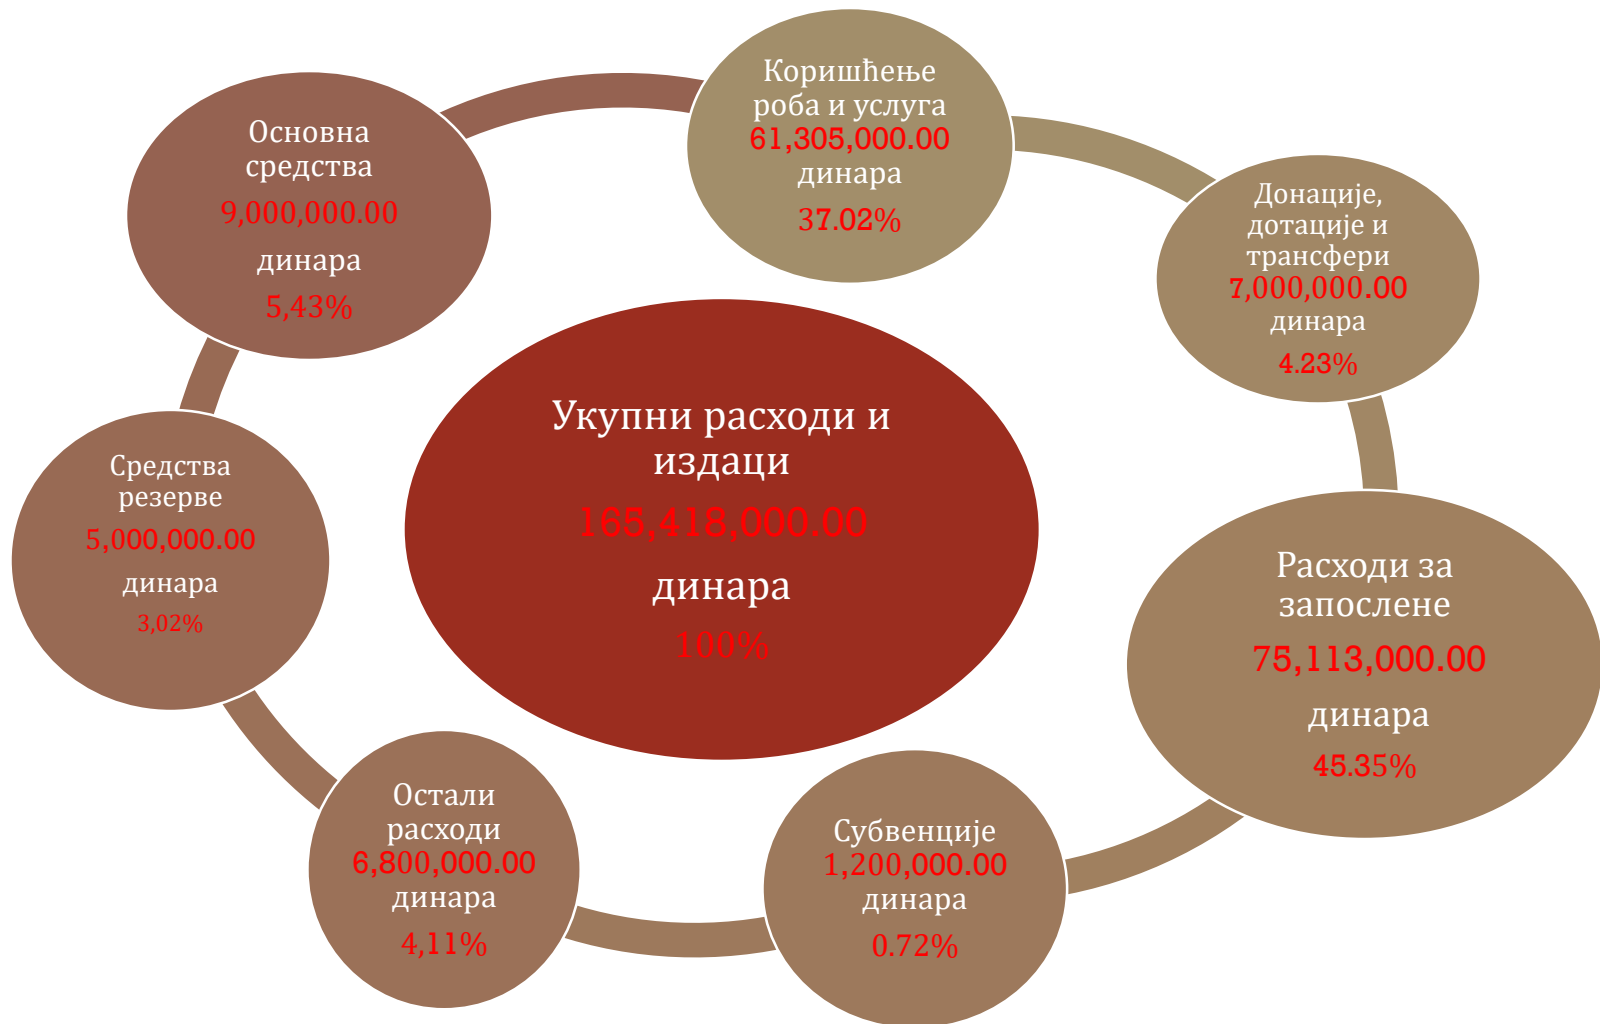 Коришћење
роба и услуга
61,305,000.00
динара
37.02%
Донације,
дотације и
трансфери
7,000,000.00
динара
4.23%
Расходи за
запослене
75,113,000.00
динара
45.35%
Субвенције
1,200,000.00
динара
0.72%
Остали
расходи
6,800,000.00
динара
4,11%
Средства
резерве
5,000,000.00
динара
3,02%
Основна
средства
9,000,000.00
динара
5,43%
Укупни расходи и
издаци
165,418,000.00
динара
100%